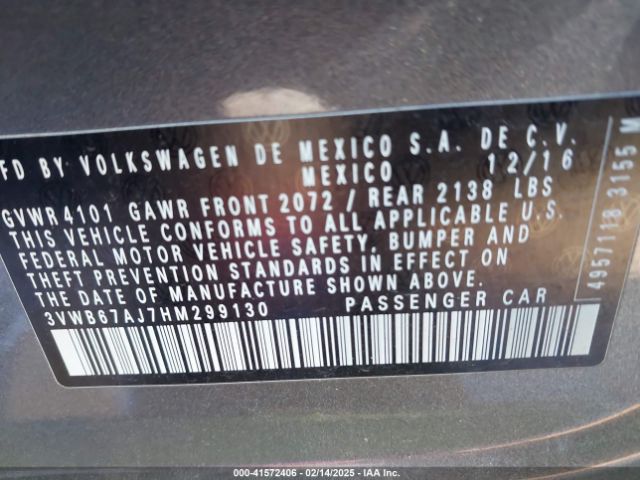 FD BY VOLKSWAGEN DE MEXICO S.A. DE C.V.
MEXICO 12/16
GVWR 4101 GAWR FRONT 2072 / REAR 2138 LBS
THIS VEHICLE CONFORMS TO ALL APPLICABLE U.S.
FEDERAL MOTOR VEHICLE SAFETY, BUMPER AND
THEFT PREVENTION STANDARDS IN EFFECT ON
THE DATE OF MANUFACTURE SHOWN ABOVE.
3VWB67AJ7HM299130 PASSENGER CAR
4957118 3155 M
000-41572406 - 02/14/2025 - IAA Inc.